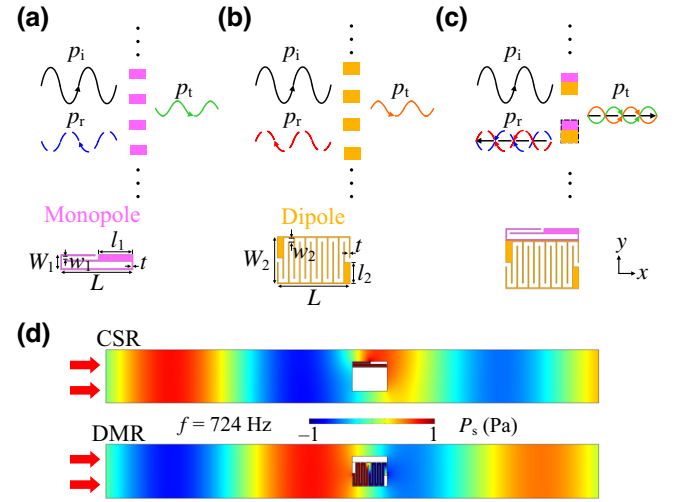 (a) (b) (c)
p_i p_i p_i
p_t p_t p_t
p_r p_r p_r
Monopole Dipole
W_1 w_1 l_1 t L
W_2 w_2 t l_2 L
y
x
(d)
CSR
f = 724 Hz −1 1 P_s (Pa)
DMR